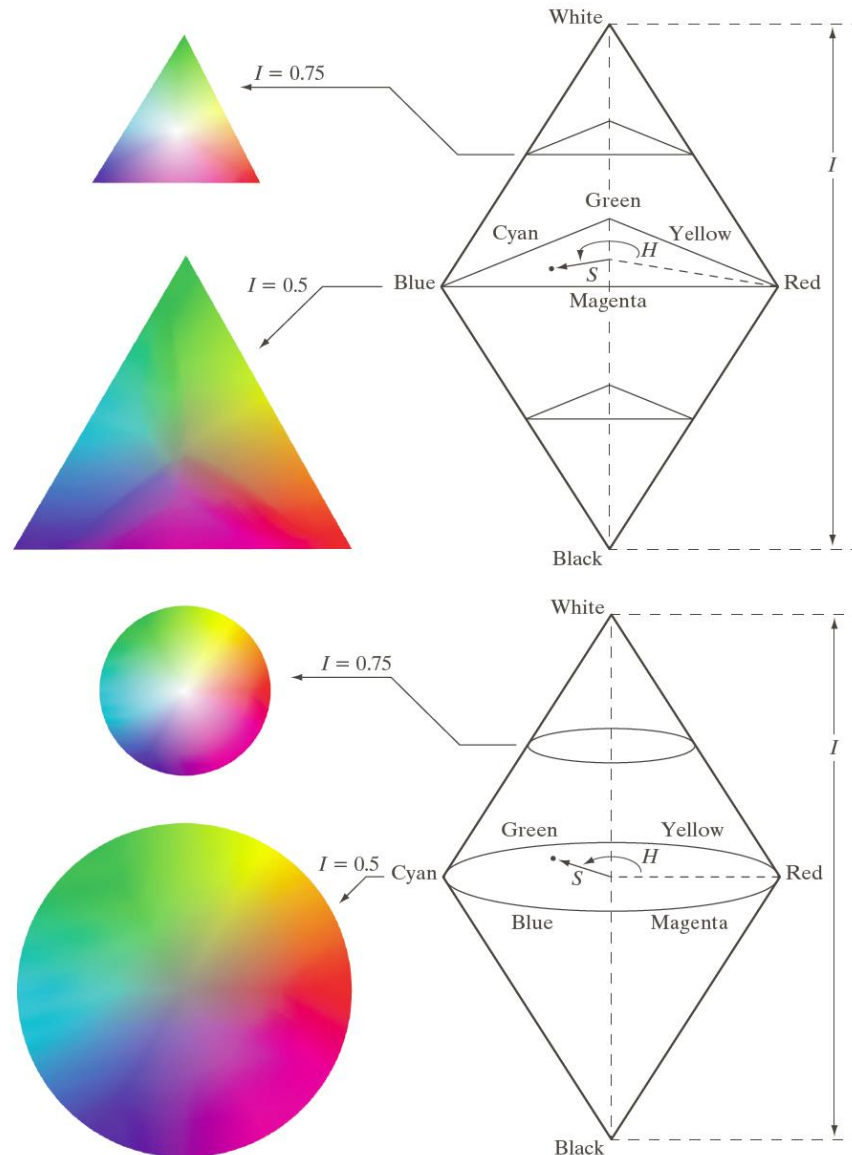 White
I = 0.75
I
Green
Cyan
Yellow
H
I = 0.5
Blue
S
Red
Magenta
Black
White
I = 0.75
I
Green
Yellow
I = 0.5
H
Cyan
S
Red
Blue
Magenta
Black